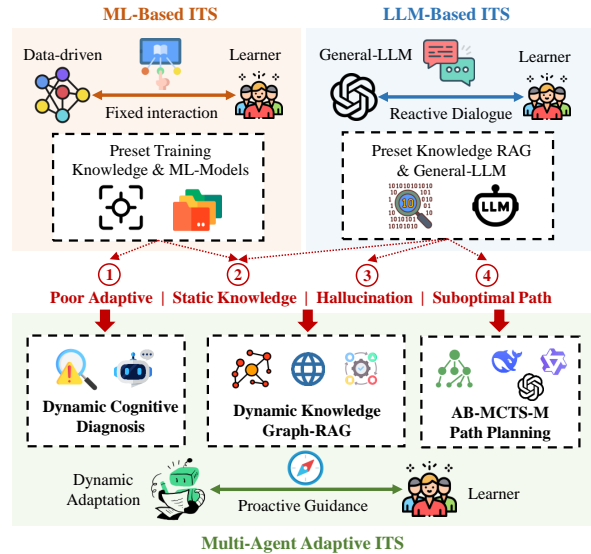 ML-Based ITS
LLM-Based ITS
Data-driven
Learner
Fixed interaction
General-LLM
Learner
Reactive Dialogue
Preset Training
Knowledge & ML-Models
Preset Knowledge RAG
& General-LLM
10101010101
LLM
1 2 3 4
Poor Adaptive | Static Knowledge | Hallucination | Suboptimal Path
Dynamic Cognitive
Diagnosis
Dynamic Knowledge
Graph-RAG
AB-MCTS-M
Path Planning
Dynamic
Adaptation
Proactive Guidance
Learner
Multi-Agent Adaptive ITS